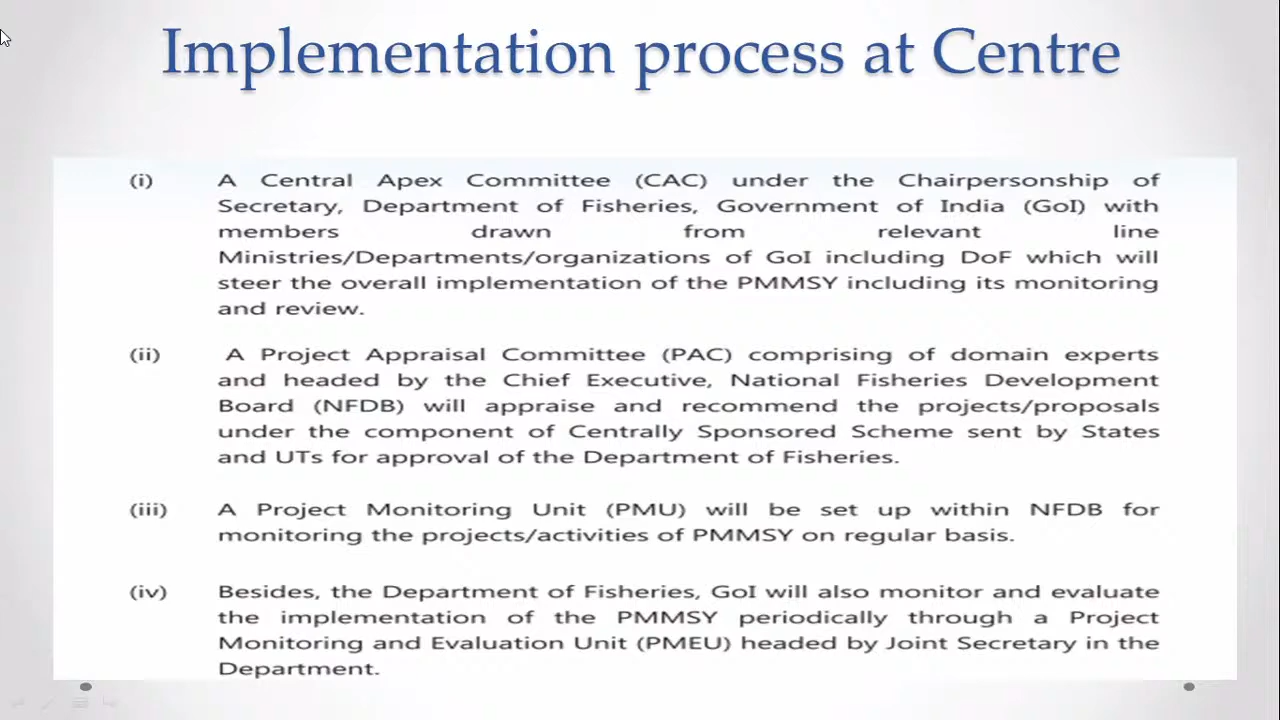 Implementation process at Centre
(i) A Central Apex Committee (CAC) under the Chairpersonship of
Secretary, Department of Fisheries, Government of India (GoI) with
members drawn from relevant line
Ministries/Departments/organizations of GoI including DoF which will
steer the overall implementation of the PMMSY including its monitoring
and review.
(ii) A Project Appraisal Committee (PAC) comprising of domain experts
and headed by the Chief Executive, National Fisheries Development
Board (NFDB) will appraise and recommend the projects/proposals
under the component of Centrally Sponsored Scheme sent by States
and UTs for approval of the Department of Fisheries.
(iii) A Project Monitoring Unit (PMU) will be set up within NFDB for
monitoring the projects/activities of PMMSY on regular basis.
(iv) Besides, the Department of Fisheries, GoI will also monitor and evaluate
the implementation of the PMMSY periodically through a Project
Monitoring and Evaluation Unit (PMEU) headed by Joint Secretary in the
Department.